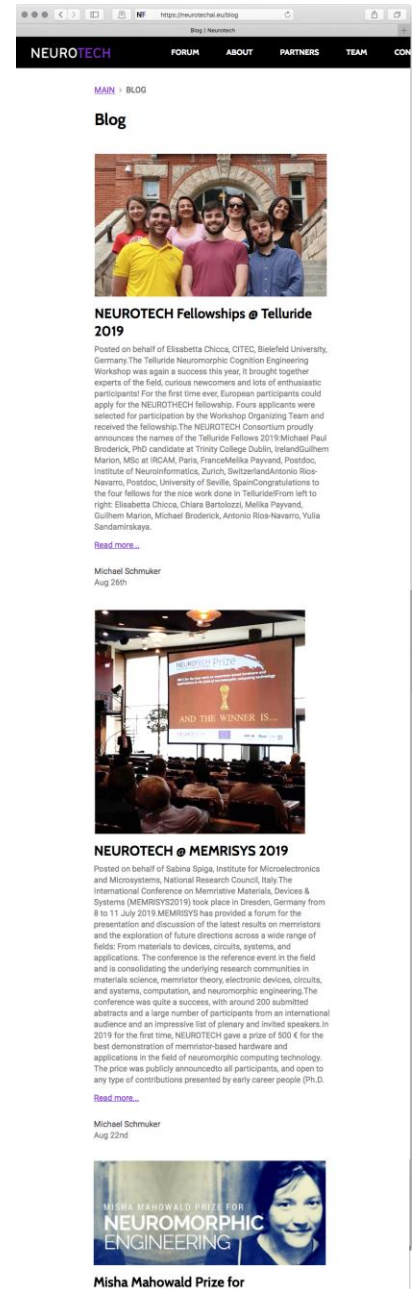 NF https://neurotechai.eu/blog
Blog | Neurotech
NEUROTECH FORUM ABOUT PARTNERS TEAM CON
MAIN > BLOG
Blog
NEUROTECH Fellowships @ Telluride
2019
Posted on behalf of Elisabetta Chicca, CITEC, Bielefeld University,
Germany.The Telluride Neuromorphic Cognition Engineering
Workshop was again a success this year, it brought together
experts of the field, curious newcomers and lots of enthusiastic
participants! For the first time ever, European participants could
apply for the NEUROTHECH fellowship. Fours applicants were
selected for participation by the Workshop Organizing Team and
received the fellowship.The NEUROTECH Consortium proudly
announces the names of the Telluride Fellows 2019:Michael Paul
Broderick, PhD candidate at Trinity College Dublin, IrelandGuilhem
Marion, MSc at IRCAM, Paris, FranceMelika Payvand, Postdoc,
Institute of Neuroinformatics, Zurich, SwitzerlandAntonio Rios-
Navarro, Postdoc, University of Seville, SpainCongratulations to
the four fellows for the nice work done in Telluride!From left to
right: Elisabetta Chicca, Chiara Bartolozzi, Melika Payvand,
Guilhem Marion, Michael Broderick, Antonio Rios-Navarro, Yulia
Sandamirskaya.
Read more...
Michael Schmuker
Aug 26th
NEUROTECH Prize
AND THE WINNER IS....
NEUROTECH @ MEMRISYS 2019
Posted on behalf of Sabina Spiga, Institute for Microelectronics
and Microsystems, National Research Council, Italy.The
International Conference on Memristive Materials, Devices &
Systems (MEMRISYS2019) took place in Dresden, Germany from
8 to 11 July 2019.MEMRISYS has provided a forum for the
presentation and discussion of the latest results on memristors
and the exploration of future directions across a wide range of
fields: From materials to devices, circuits, systems, and
applications. The conference is the reference event in the field
and is consolidating the underlying research communities in
materials science, memristor theory, electronic devices, circuits,
and systems, computation, and neuromorphic engineering.The
conference was quite a success, with around 200 submitted
abstracts and a large number of participants from an international
audience and an impressive list of plenary and invited speakers.In
2019 for the first time, NEUROTECH gave a prize of 500 € for the
best demonstration of memristor-based hardware and
applications in the field of neuromorphic computing technology.
The price was publicly announcedto all participants, and open to
any type of contributions presented by early career people (Ph.D.
Read more...
Michael Schmuker
Aug 22nd
MISHA MAHOWALD PRIZE FOR
NEUROMORPHIC
ENGINEERING
Misha Mahowald Prize for